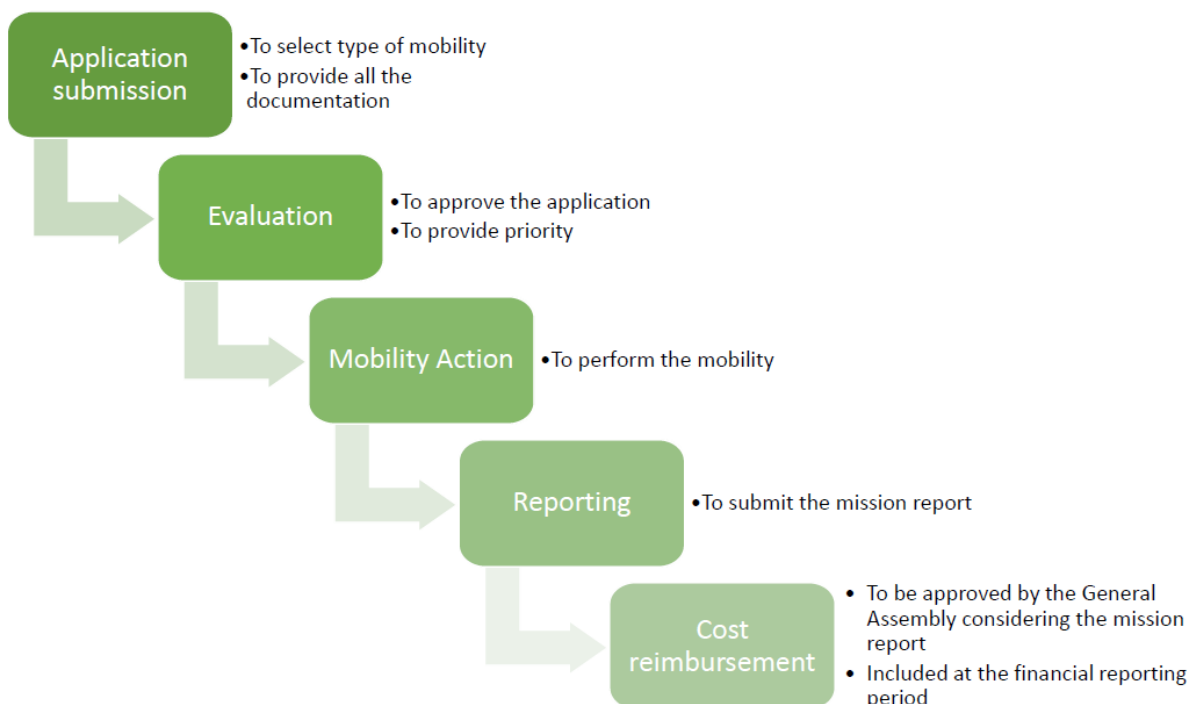 Application
submission
•To select type of mobility
•To provide all the
documentation
Evaluation
•To approve the application
•To provide priority
Mobility Action
•To perform the mobility
Reporting
•To submit the mission report
Cost
reimbursement
• To be approved by the General
Assembly considering the mission
report
• Included at the financial reporting
period